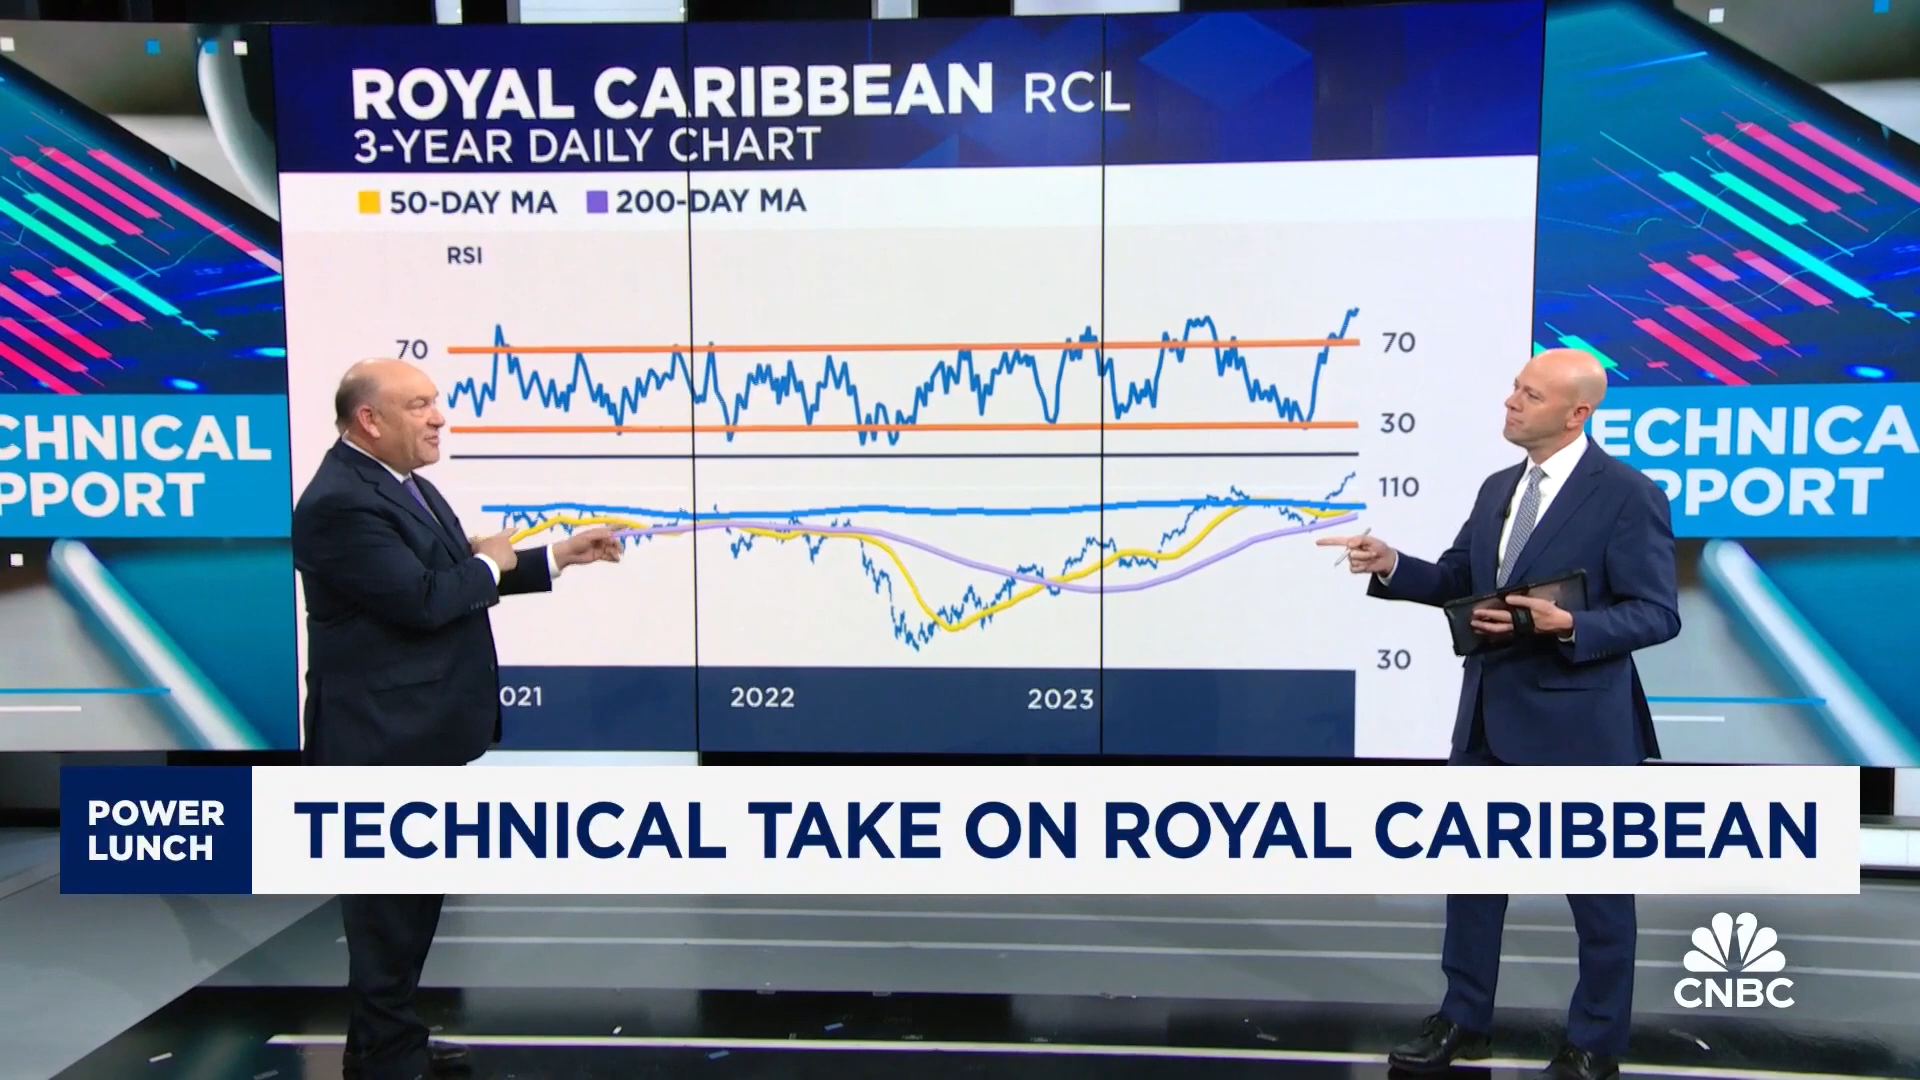 ROYAL CARIBBEAN RCL
3-YEAR DAILY CHART
50-DAY MA 200-DAY MA
RSI
70 70
30
110
30
021 2022 2023
CHNICAL
PPORT
ECHNICA
PPORT
POWER
LUNCH
TECHNICAL TAKE ON ROYAL CARIBBEAN
CNBC